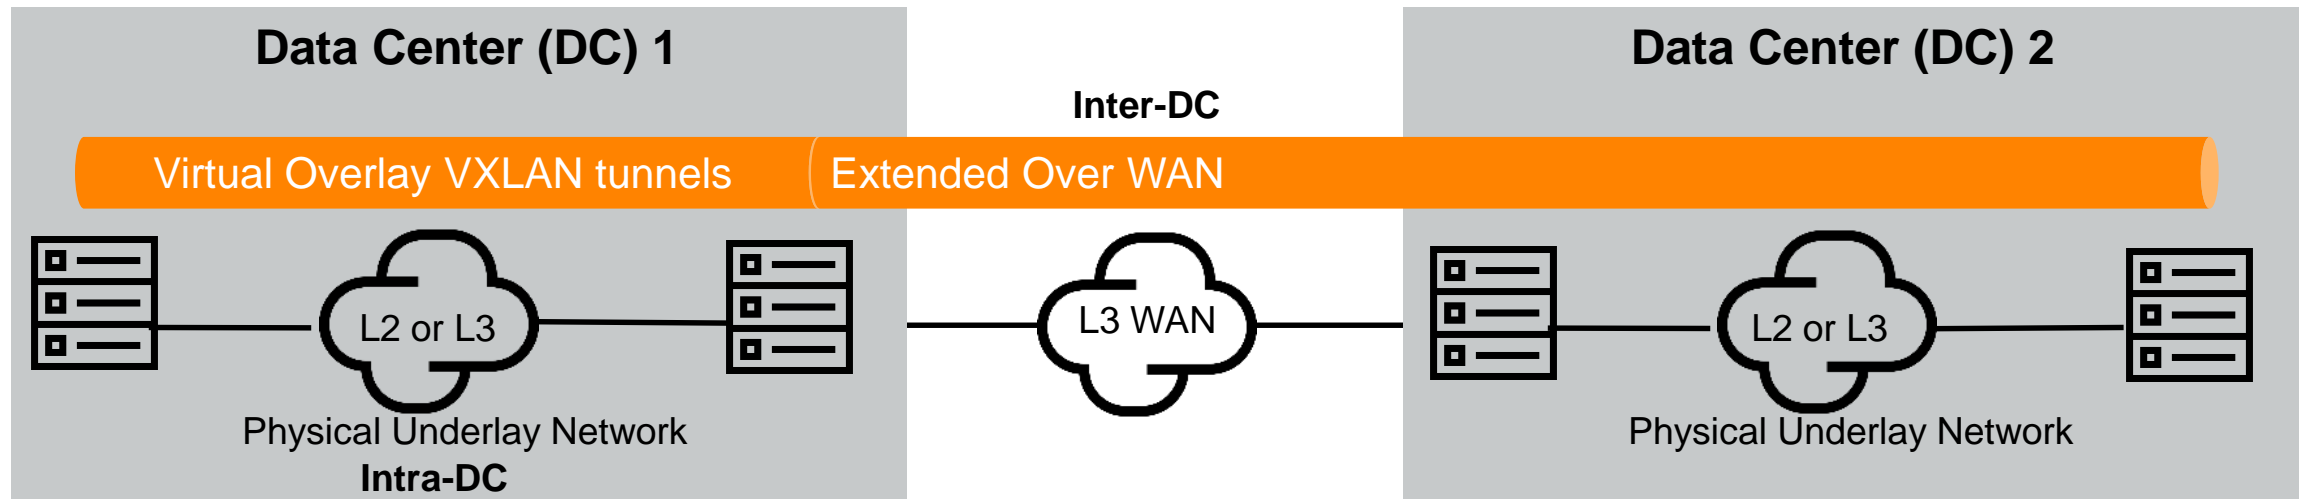 Data Center (DC) 1
Data Center (DC) 2
Inter-DC
Virtual Overlay VXLAN tunnels
Extended Over WAN
L2 or L3
L3 WAN
L2 or L3
Physical Underlay Network
Physical Underlay Network
Intra-DC